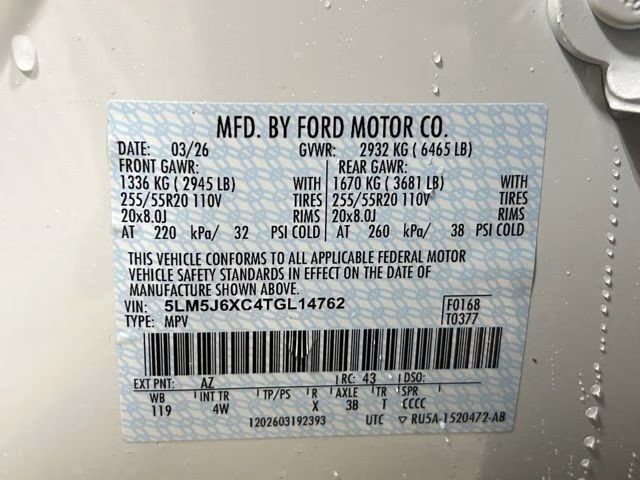 MFD. BY FORD MOTOR CO.
DATE: 03/26 GVWR: 2932 KG ( 6465 LB)
FRONT GAWR: REAR GAWR:
1336 KG ( 2945 LB) WITH 1670 KG ( 3681 LB) WITH
255/55R20 110V TIRES 255/55R20 110V TIRES
20x8.0J RIMS 20x8.0J RIMS
AT 220 kPa/ 32 PSI COLD AT 260 kPa/ 38 PSI COLD
THIS VEHICLE CONFORMS TO ALL APPLICABLE FEDERAL MOTOR
VEHICLE SAFETY STANDARDS IN EFFECT ON THE DATE OF
MANUFACTURE SHOWN ABOVE.
VIN: 5LM5J6XC4TGL14762 F0168
TYPE: MPV T0377
EXT PNT: AZ RC: 43 DSO:
WB INT TR TP/PS R AXLE TR SPR
119 4W X 3B T CCCC
1202603192393 UTC ▽ RU5A-1520472-AB